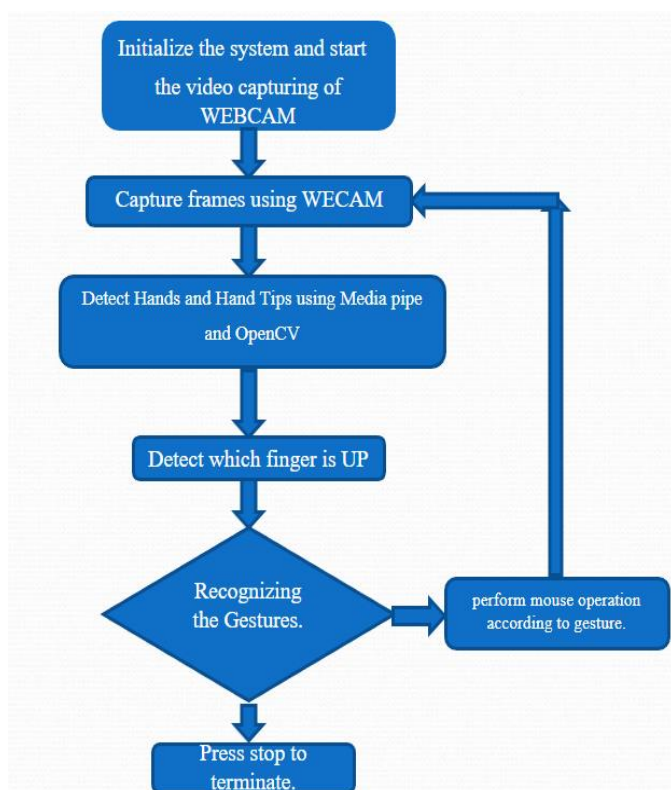 Initialize the system and start
the video capturing of
WEBCAM
Capture frames using WECAM
Detect Hands and Hand Tips using Media pipe
and OpenCV
Detect which finger is UP
Recognizing
the Gestures.
perform mouse operation
according to gesture.
Press stop to
terminate.